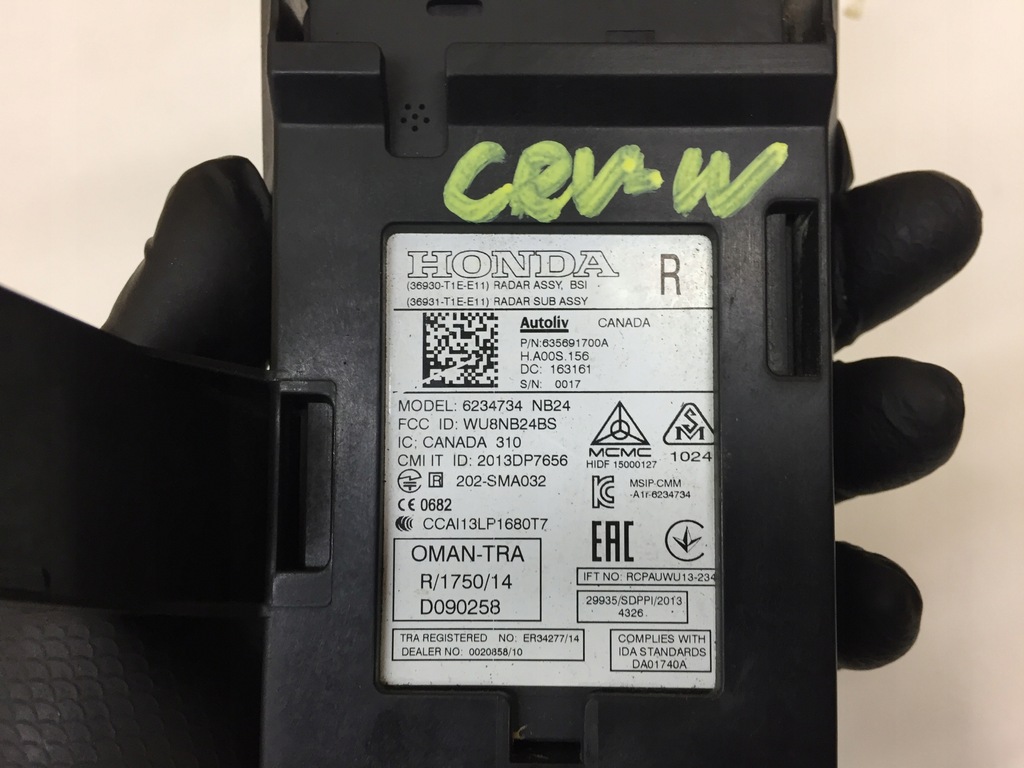 CRV-W
HONDA
R
(36930-T1E-E11) RADAR ASSY, BSI
(36931-T1E-E11) RADAR SUB ASSY
Autoliv CANADA
P/N:635691700A
H.A00S.156
DC: 163161
S/N: 0017
MODEL: 6234734 NB24
FCC ID: WU8NB24BS
IC: CANADA 310
CMI IT ID: 2013DP7656
R 202-SMA032
CE 0682
CCAI13LP1680T7
MCMC
HIDF 15000127
SM
1024
KC
MSIP-CMM
-A1I-6234734
EAC
OMAN-TRA
R/1750/14
D090258
IFT NO: RCPAUWU13-234
29935/SDPPI/2013
4326
TRA REGISTERED NO: ER34277/14
DEALER NO: 0020858/10
COMPLIES WITH
IDA STANDARDS
DA01740A